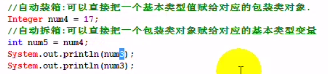 //自动装箱:可以直接把一个基本类型值赋给对应的包装类对象.
Integer num4 = 17;
//自动拆箱:可以直接把一个包装类对象赋给对应的基本类型变量
int num5 = num4;
System.out.println(num3);
System.out.println(num3);